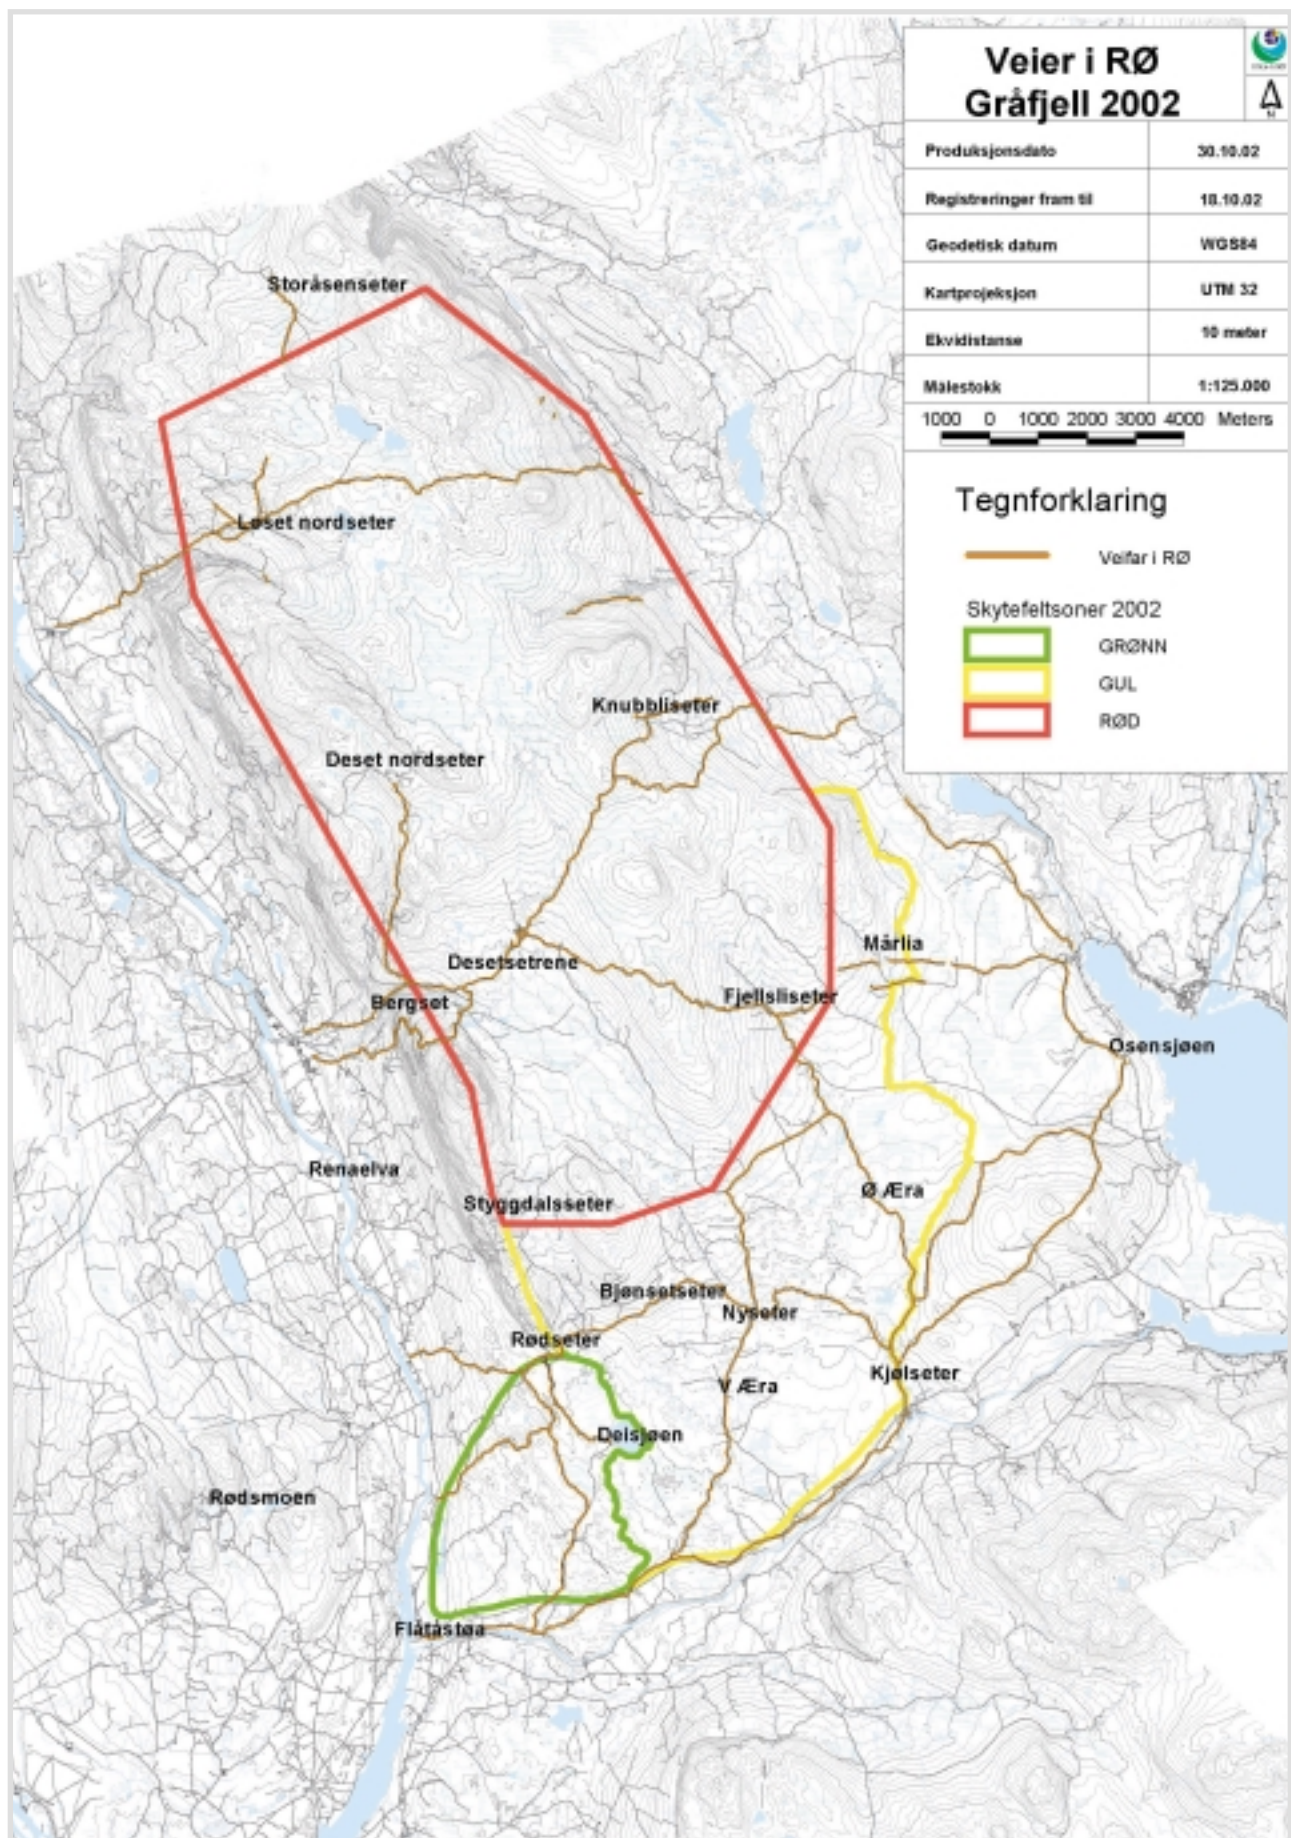 Veier i RØ
Gråfjell 2002
N
Produksjonsdato 30.10.02
Registreringer fram til 18.10.02
Geodetisk datum WGS84
Kartprojeksjon UTM 32
Ekvidistanse 10 meter
Målestokk 1:125.000
1000 0 1000 2000 3000 4000 Meters
Tegnforklaring
Veifar i RØ
Skytefeltsoner 2002
GRØNN
GUL
RØD
Storåsenseter
Løset nordseter
Knubbliseter
Deset nordseter
Mårlia
Desetsetrene
Fjellsliseter
Bergset
Osensjøen
Renaelva
Ø Æra
Styggdalsseter
Bjønsetseter
Nyseter
Rødseter
Kjølseter
V Æra
Deisjøen
Rødsmoen
Flåtåstøa